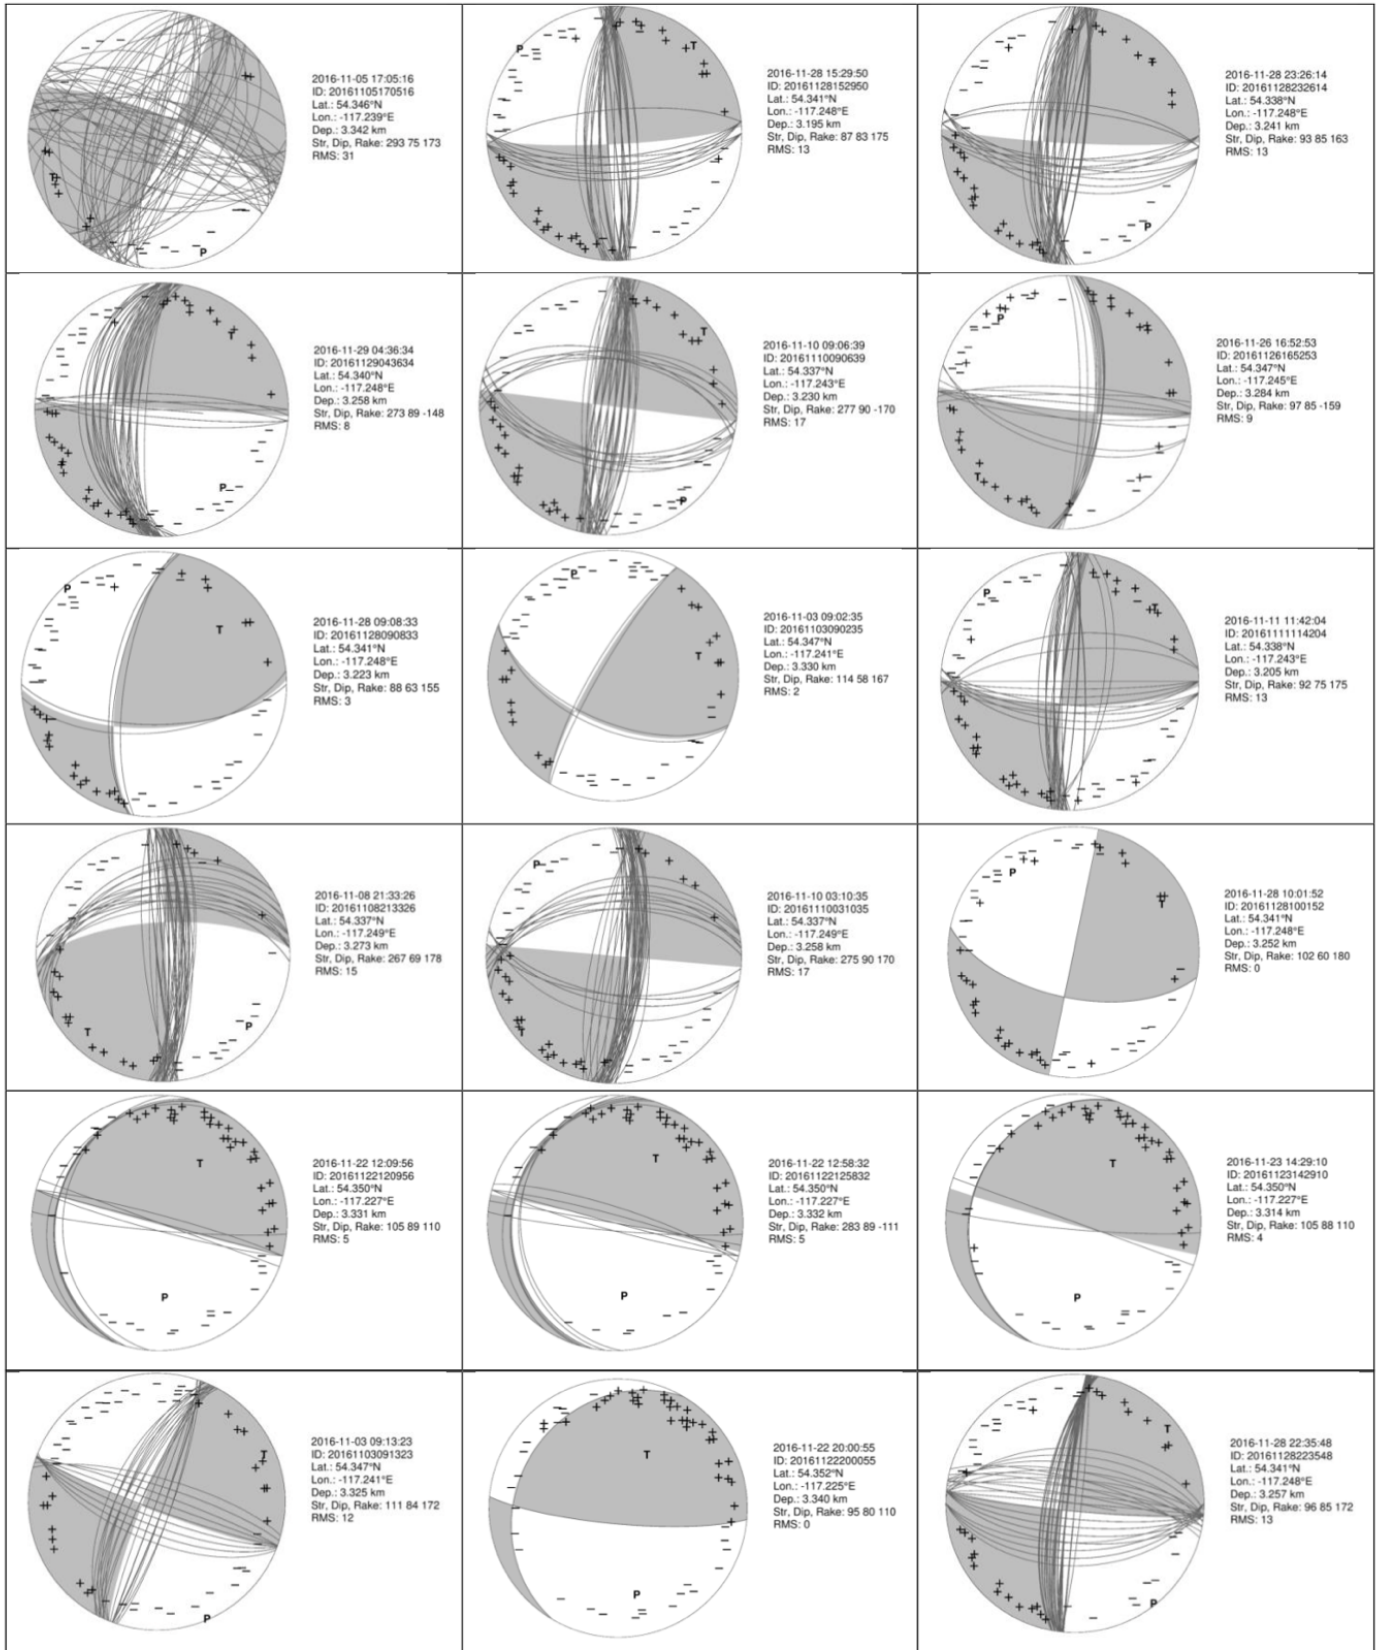 2016-11-05 17:05:16
ID: 20161105170516
Lat.: 54.346°N
Lon.: -117.239°E
Dep.: 3.342 km
Str, Dip, Rake: 293 75 173
RMS: 31
P
T
2016-11-28 15:29:50
ID: 20161128152950
Lat.: 54.341°N
Lon.: -117.248°E
Dep.: 3.195 km
Str, Dip, Rake: 87 83 175
RMS: 13
P
T
2016-11-28 23:26:14
ID: 20161128232614
Lat.: 54.338°N
Lon.: -117.248°E
Dep.: 3.241 km
Str, Dip, Rake: 93 85 163
RMS: 13
T
P
2016-11-29 04:36:34
ID: 20161129043634
Lat.: 54.340°N
Lon.: -117.248°E
Dep.: 3.258 km
Str, Dip, Rake: 273 89 -148
RMS: 8
T
P
2016-11-10 09:06:39
ID: 20161110090639
Lat.: 54.337°N
Lon.: -117.243°E
Dep.: 3.230 km
Str, Dip, Rake: 277 90 -170
RMS: 17
T
P
2016-11-26 16:52:53
ID: 20161126165253
Lat.: 54.347°N
Lon.: -117.245°E
Dep.: 3.284 km
Str, Dip, Rake: 97 85 -159
RMS: 9
P
T
2016-11-28 09:08:33
ID: 20161128090833
Lat.: 54.341°N
Lon.: -117.248°E
Dep.: 3.223 km
Str, Dip, Rake: 88 63 155
RMS: 3
P
T
2016-11-03 09:02:35
ID: 20161103090235
Lat.: 54.347°N
Lon.: -117.241°E
Dep.: 3.330 km
Str, Dip, Rake: 114 58 167
RMS: 2
P
T
2016-11-11 11:42:04
ID: 20161111114204
Lat.: 54.338°N
Lon.: -117.243°E
Dep.: 3.205 km
Str, Dip, Rake: 92 75 175
RMS: 13
P
T
2016-11-08 21:33:26
ID: 20161108213326
Lat.: 54.337°N
Lon.: -117.249°E
Dep.: 3.273 km
Str, Dip, Rake: 267 69 178
RMS: 15
P
T
2016-11-10 03:10:35
ID: 20161110031035
Lat.: 54.337°N
Lon.: -117.249°E
Dep.: 3.258 km
Str, Dip, Rake: 275 90 170
RMS: 17
P
T
2016-11-28 10:01:52
ID: 20161128100152
Lat.: 54.341°N
Lon.: -117.248°E
Dep.: 3.252 km
Str, Dip, Rake: 102 60 180
RMS: 0
P
T
2016-11-22 12:09:56
ID: 20161122120956
Lat.: 54.350°N
Lon.: -117.227°E
Dep.: 3.331 km
Str, Dip, Rake: 105 89 110
RMS: 5
T
P
2016-11-22 12:58:32
ID: 20161122125832
Lat.: 54.350°N
Lon.: -117.227°E
Dep.: 3.332 km
Str, Dip, Rake: 283 89 -111
RMS: 5
T
P
2016-11-23 14:29:10
ID: 20161123142910
Lat.: 54.350°N
Lon.: -117.227°E
Dep.: 3.314 km
Str, Dip, Rake: 105 88 110
RMS: 4
T
P
2016-11-03 09:13:23
ID: 20161103091323
Lat.: 54.347°N
Lon.: -117.241°E
Dep.: 3.325 km
Str, Dip, Rake: 111 84 172
RMS: 12
T
P
2016-11-22 20:00:55
ID: 20161122200055
Lat.: 54.352°N
Lon.: -117.225°E
Dep.: 3.340 km
Str, Dip, Rake: 95 80 110
RMS: 0
T
P
2016-11-28 22:35:48
ID: 20161128223548
Lat.: 54.341°N
Lon.: -117.248°E
Dep.: 3.257 km
Str, Dip, Rake: 96 85 172
RMS: 13
T
P